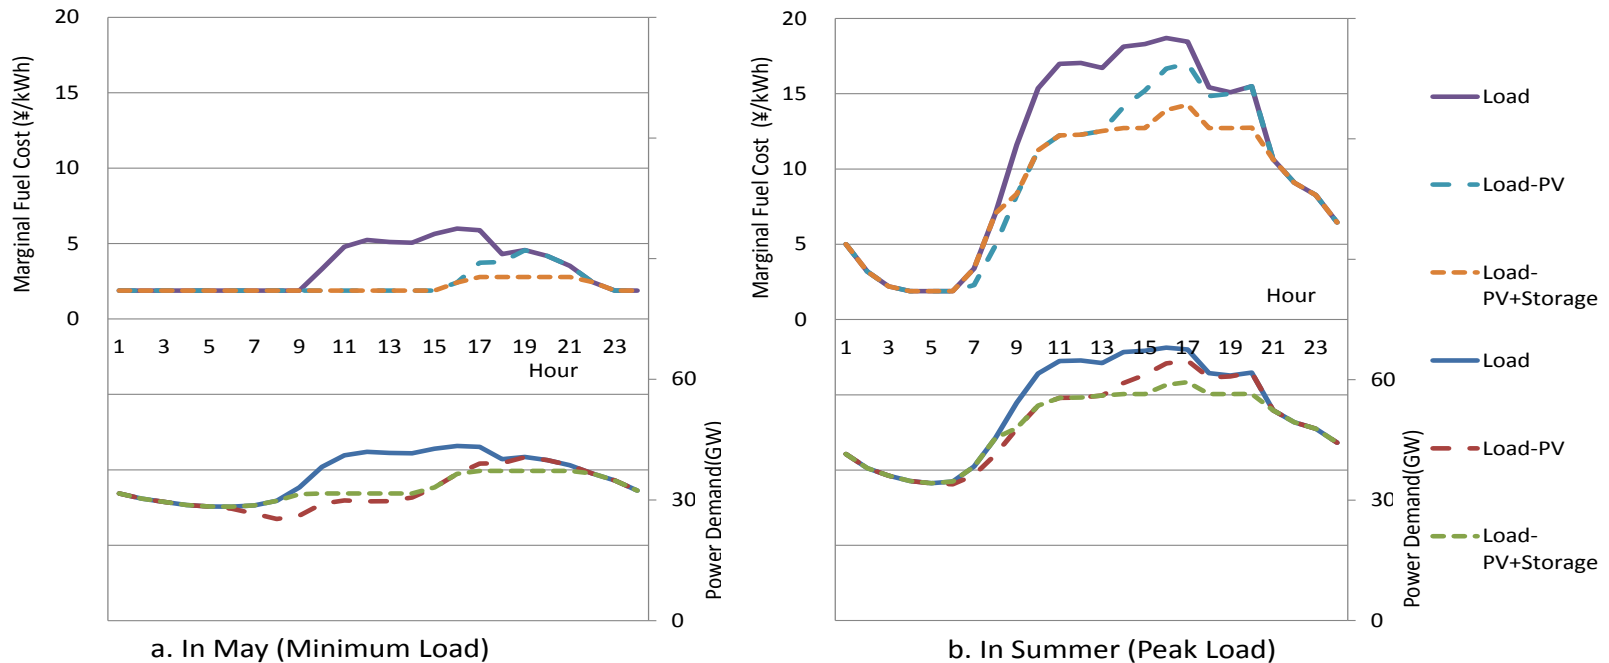 20
15
10
5
0
Marginal Fuel Cost (¥/kWh)
1 3 5 7 9 11 13 15 17 19 21 23
Hour
60
30
0
Power Demand(GW)
a. In May (Minimum Load)
20
15
10
5
0
Marginal Fuel Cost (¥/kWh)
Hour
1 3 5 7 9 11 13 15 17 19 21 23
60
30
0
Power Demand(GW)
b. In Summer (Peak Load)
Load
Load-PV
Load-
PV+Storage
Load
Load-PV
Load-
PV+Storage